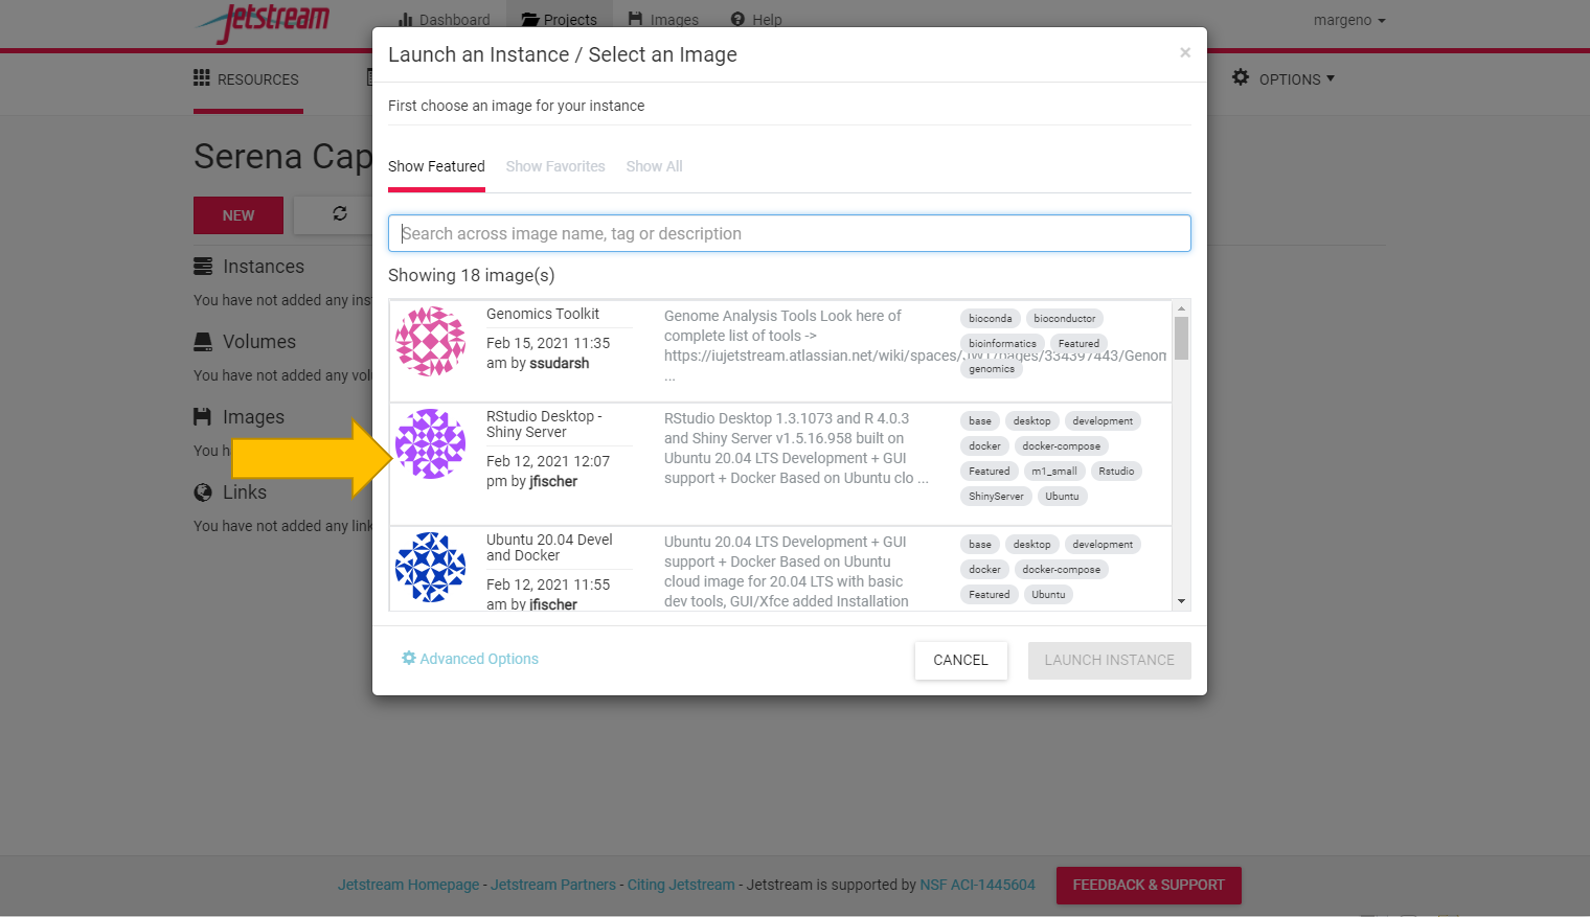 Jetstream
Dashboard
Projects
Images
Help
margeno
RESOURCES
OPTIONS
Serena Cap
NEW
Instances
You have not added any inst
Volumes
You have not added any volu
Images
You h
Links
You have not added any link
Launch an Instance / Select an Image
×
First choose an image for your instance
Show Featured
Show Favorites
Show All
Search across image name, tag or description
Showing 18 image(s)
Genomics Toolkit
Feb 15, 2021 11:35
am by ssudarsh
Genome Analysis Tools Look here of
complete list of tools ->
https://iujetstream.atlassian.net/wiki/spaces/JWT/pages/334397443/Genom
...
bioconda
bioconductor
bioinformatics
Featured
genomics
RStudio Desktop -
Shiny Server
Feb 12, 2021 12:07
pm by jfischer
RStudio Desktop 1.3.1073 and R 4.0.3
and Shiny Server v1.5.16.958 built on
Ubuntu 20.04 LTS Development + GUI
support + Docker Based on Ubuntu clo ...
base
desktop
development
docker
docker-compose
Featured
m1_small
Rstudio
ShinyServer
Ubuntu
Ubuntu 20.04 Devel
and Docker
Feb 12, 2021 11:55
am by jfischer
Ubuntu 20.04 LTS Development + GUI
support + Docker Based on Ubuntu
cloud image for 20.04 LTS with basic
dev tools, GUI/Xfce added Installation
base
desktop
development
docker
docker-compose
Featured
Ubuntu
Advanced Options
CANCEL
LAUNCH INSTANCE
Jetstream Homepage - Jetstream Partners - Citing Jetstream - Jetstream is supported by NSF ACI-1445604
FEEDBACK & SUPPORT